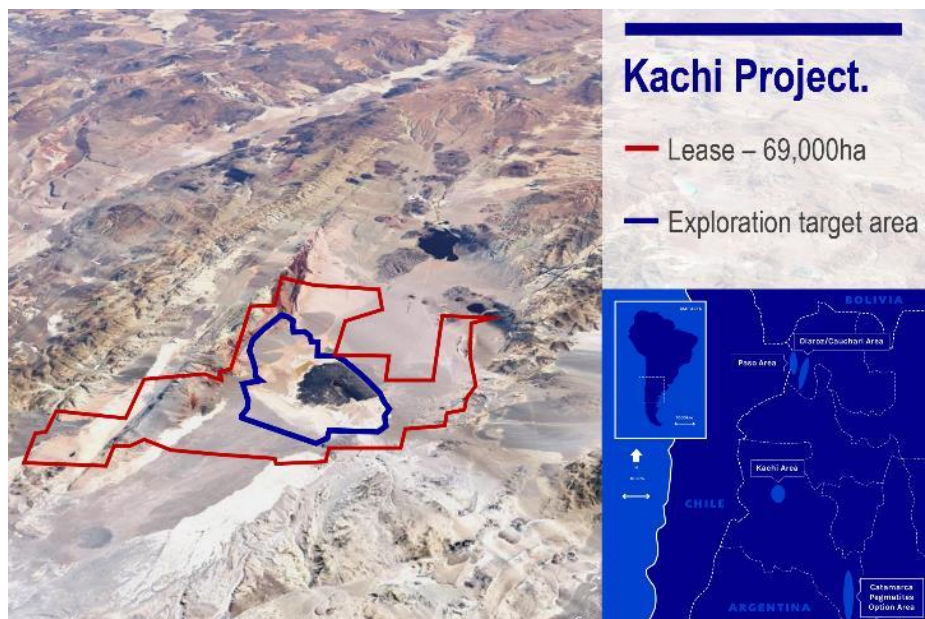 Kachi Project.
Lease – 69,000ha
Exploration target area
BOLIVIA
Olaroz/Cauchari Area
Paso Area
Kachi Area
CHILE
Catamarca
Pegmatites
Option Area
ARGENTINA